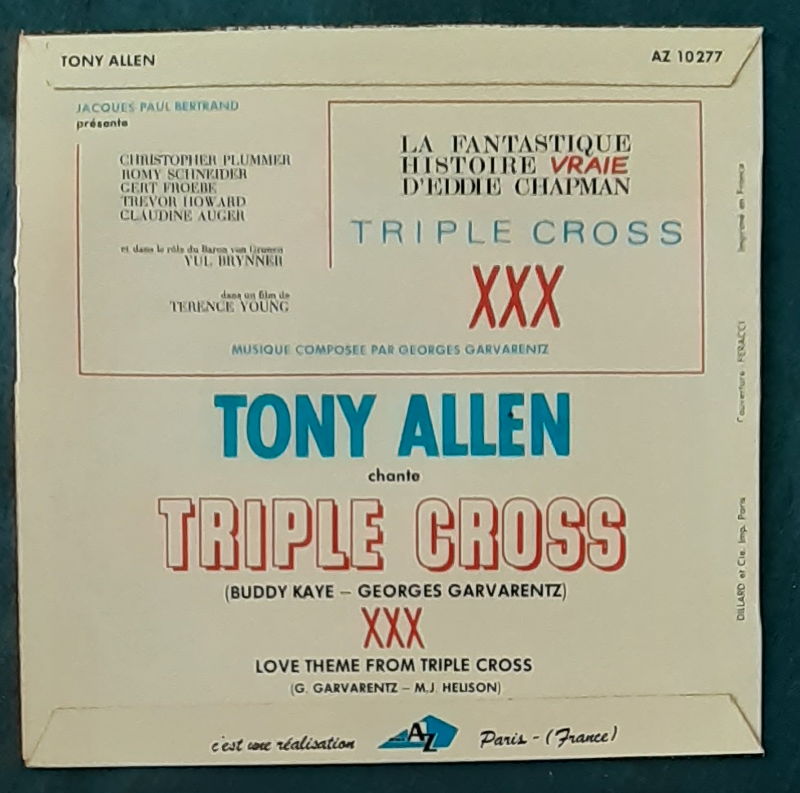 TONY ALLEN
AZ 10277
JACQUES-PAUL BERTRAND
présente
CHRISTOPHER PLUMMER
ROMY SCHNEIDER
GERT FROEBE
TREVOR HOWARD
CLAUDINE AUGER
et dans le rôle du Baron von Grunen
YUL BRYNNER
dans un film de
TERENCE YOUNG
LA FANTASTIQUE
HISTOIRE VRAIE
D'EDDIE CHAPMAN
TRIPLE CROSS
XXX
MUSIQUE COMPOSEE PAR GEORGES GARVARENTZ
TONY ALLEN
chante
TRIPLE CROSS
(BUDDY KAYE – GEORGES GARVARENTZ)
XXX
LOVE THEME FROM TRIPLE CROSS
(G. GARVARENTZ – M.J. HELISON)
c'est une réalisation
AZ
Paris - (France)
Imprimé en France
Couverture : FERACCI
DILLARD et Cie. Imp. Paris